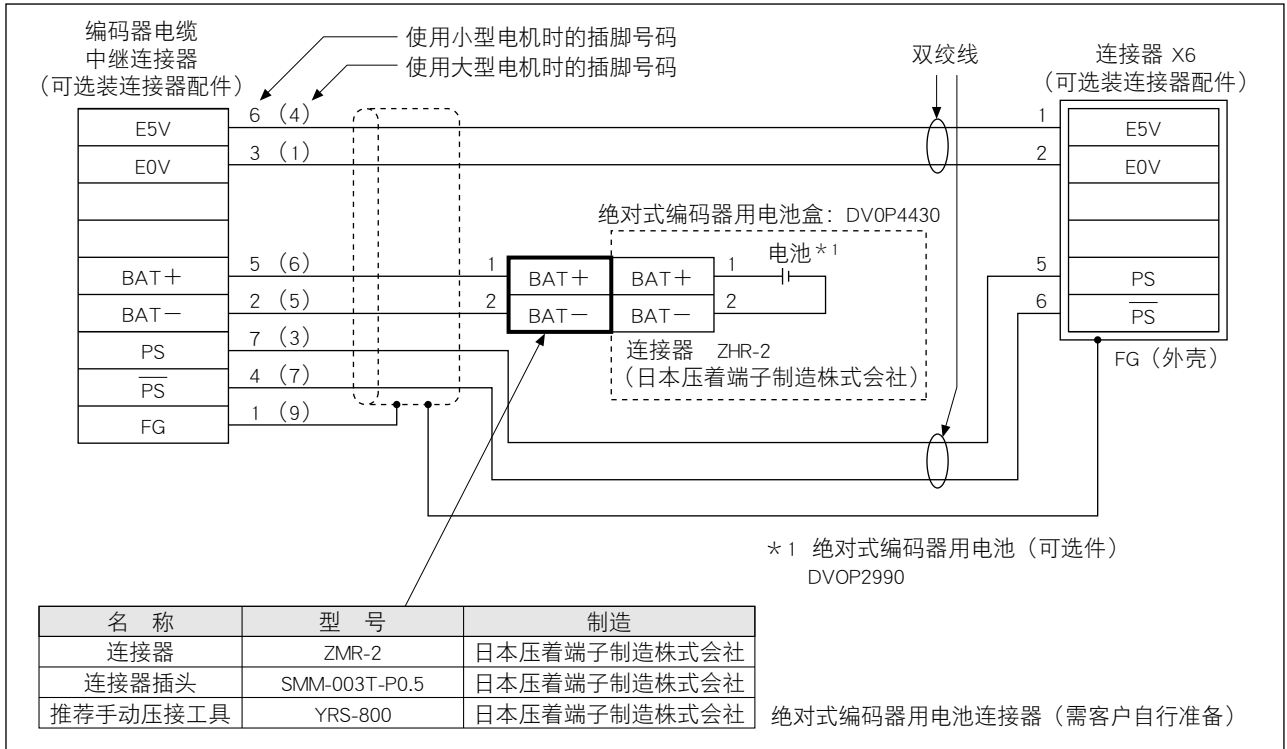 编码器电缆
中继连接器
（可选装连接器配件）
使用小型电机时的插脚号码
使用大型电机时的插脚号码
双绞线
连接器 X6
（可选装连接器配件）
E5V 6 （4） 1 E5V
E0V 3 （1） 2 E0V
绝对式编码器用电池盒：DV0P4430
电池＊1
BAT＋ 5 （6） 1 BAT＋ BAT＋ 1 5 PS
BAT－ 2 （5） 2 BAT－ BAT－ 2 6 P̅S̅
PS 7 （3）
P̅S̅ 4 （7）
FG 1 （9）
连接器 ZHR-2
（日本压着端子制造株式会社）
FG（外壳）
＊1 绝对式编码器用电池（可选件）
DVOP2990
名 称 型 号 制造
连接器 ZMR-2 日本压着端子制造株式会社
连接器插头 SMM-003T-P0.5 日本压着端子制造株式会社
推荐手动压接工具 YRS-800 日本压着端子制造株式会社
绝对式编码器用电池连接器（需客户自行准备）